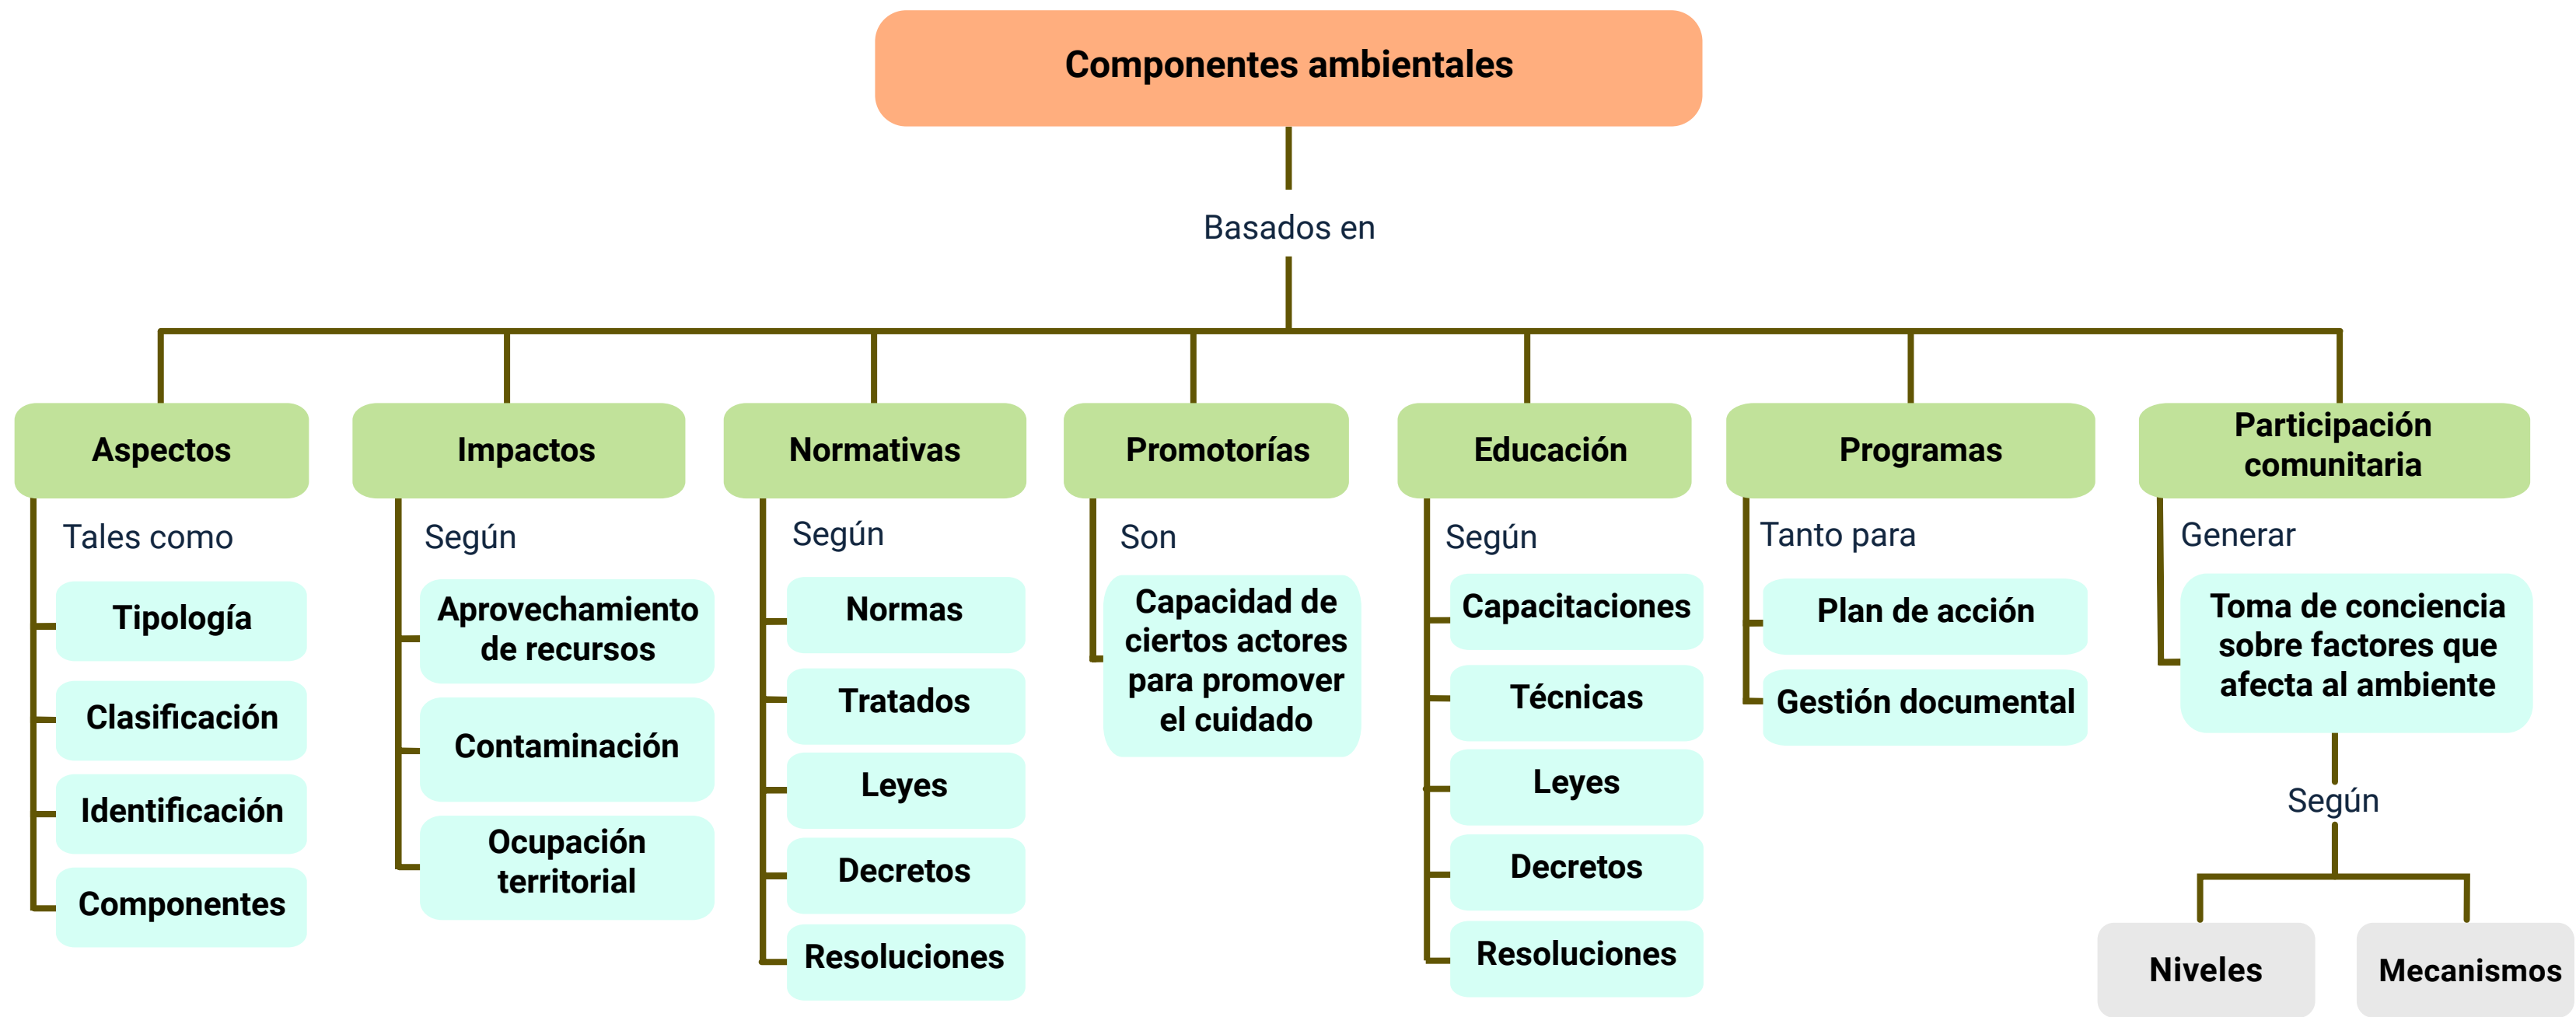 Componentes ambientales
Basados en
Aspectos
Tales como
Tipología
Clasificación
Identificación
Componentes
Impactos
Según
Aprovechamiento
de recursos
Contaminación
Ocupación
territorial
Normativas
Según
Normas
Tratados
Leyes
Decretos
Resoluciones
Promotorías
Son
Capacidad de
ciertos actores
para promover
el cuidado
Educación
Según
Capacitaciones
Técnicas
Leyes
Decretos
Resoluciones
Programas
Tanto para
Plan de acción
Gestión documental
Participación
comunitaria
Generar
Toma de conciencia
sobre factores que
afecta al ambiente
Según
Niveles
Mecanismos